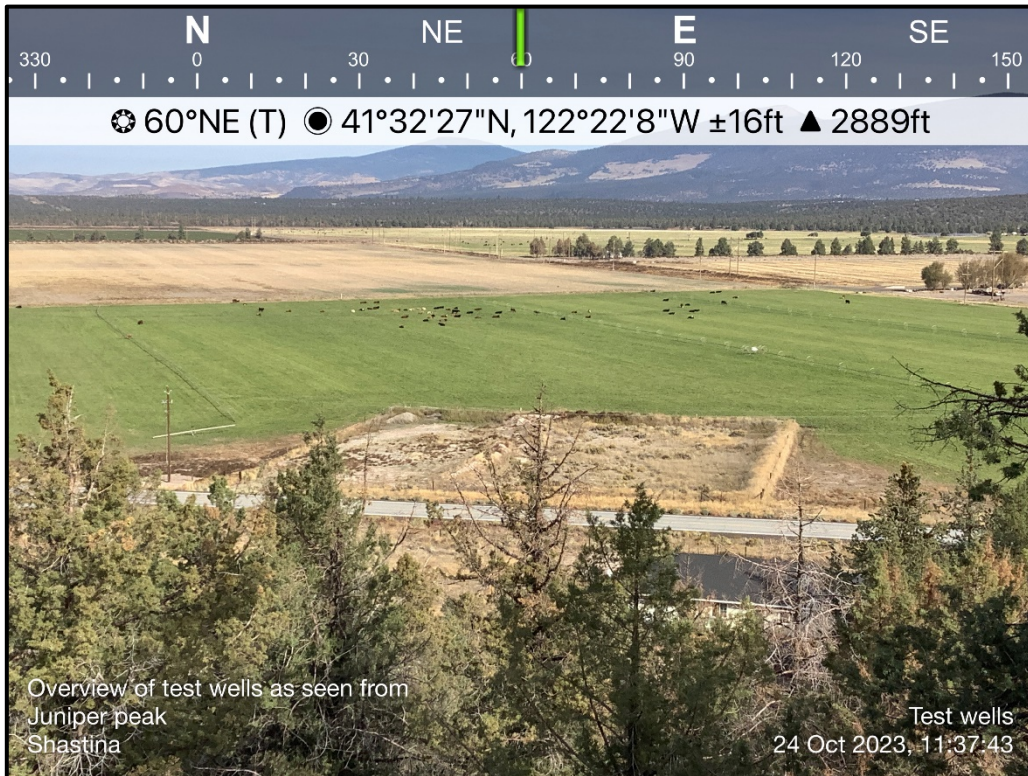 N NE E SE
330 0 30 60 90 120 150
60°NE (T) 41°32'27"N, 122°22'8"W ±16ft ▲ 2889ft
Overview of test wells as seen from
Juniper peak
Shastina
Test wells
24 Oct 2023, 11:37:43